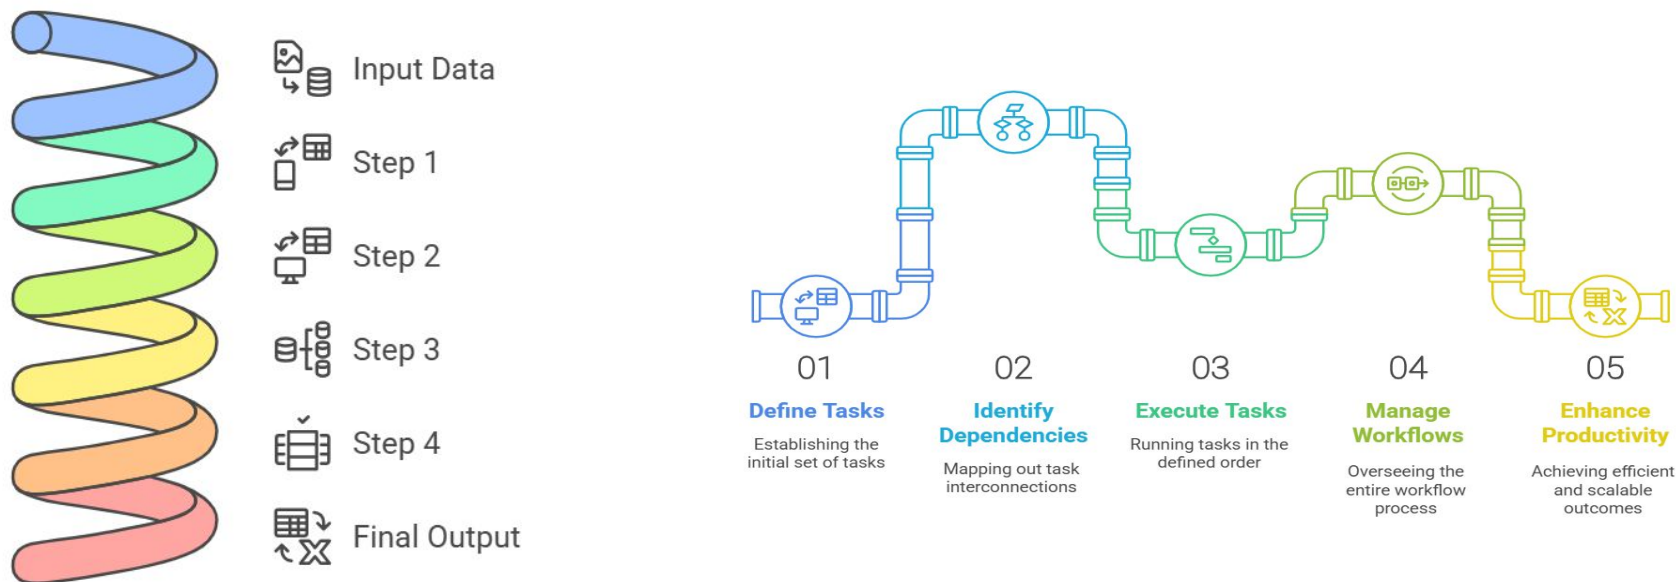 Input Data
Step 1
Step 2
Step 3
Step 4
Final Output
01
Define Tasks
Establishing the
initial set of tasks
02
Identify
Dependencies
Mapping out task
interconnections
03
Execute Tasks
Running tasks in the
defined order
04
Manage
Workflows
Overseeing the
entire workflow
process
05
Enhance
Productivity
Achieving efficient
and scalable
outcomes